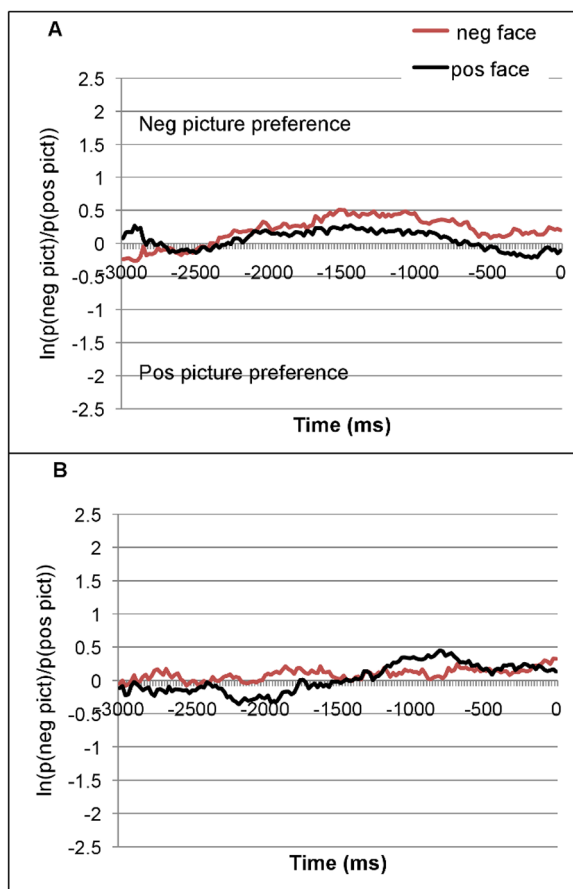 A
neg face
pos face
2.5
2
1.5
1
0.5
0
-0.5
-1
-1.5
-2
-2.5
Neg picture preference
Pos picture preference
-3000 -2500 -2000 -1500 -1000 -500 0
ln(p(neg pict)/p(pos pict))
Time (ms)
B
2.5
2
1.5
1
0.5
0
-0.5
-1
-1.5
-2
-2.5
-3000 -2500 -2000 -1500 -1000 -500 0
ln(p(neg pict)/p(pos pict))
Time (ms)